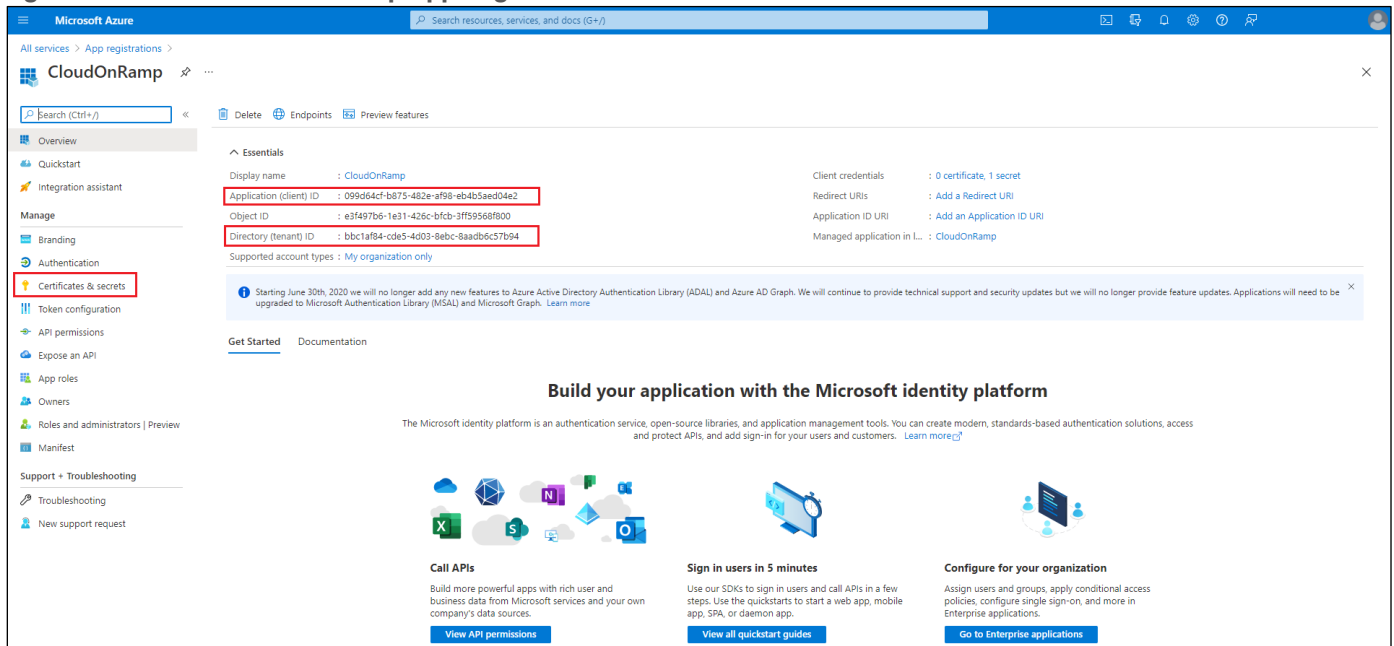 Microsoft Azure
Search resources, services, and docs (G+/)
All services > App registrations >
CloudOnRamp
Search (Ctrl+/)
Delete Endpoints Preview features
Overview
Quickstart
Integration assistant
Manage
Branding
Authentication
Certificates & secrets
Token configuration
API permissions
Expose an API
App roles
Owners
Roles and administrators | Preview
Manifest
Support + Troubleshooting
Troubleshooting
New support request
Essentials
Display name : CloudOnRamp
Application (client) ID : 099d64cf-b875-482e-af98-eb4b5aed04e2
Object ID : e3f497b6-1e31-426c-bfcb-3ff59568f800
Directory (tenant) ID : bbc1af84-cde5-4d03-8ebc-8aadb6c57b94
Supported account types : My organization only
Client credentials : 0 certificate, 1 secret
Redirect URIs : Add a Redirect URI
Application ID URI : Add an Application ID URI
Managed application in l... : CloudOnRamp
Starting June 30th, 2020 we will no longer add any new features to Azure Active Directory Authentication Library (ADAL) and Azure AD Graph. We will continue to provide technical support and security updates but we will no longer provide feature updates. Applications will need to be
upgraded to Microsoft Authentication Library (MSAL) and Microsoft Graph. Learn more
Get Started Documentation
Build your application with the Microsoft identity platform
The Microsoft identity platform is an authentication service, open-source libraries, and application management tools. You can create modern, standards-based authentication solutions, access
and protect APIs, and add sign-in for your users and customers. Learn more
N
X
S
O
Call APIs
Build more powerful apps with rich user and
business data from Microsoft services and your own
company's data sources.
View API permissions
Sign in users in 5 minutes
Use our SDKs to sign in users and call APIs in a few
steps. Use the quickstarts to start a web app, mobile
app, SPA, or daemon app.
View all quickstart guides
Configure for your organization
Assign users and groups, apply conditional access
policies, configure single sign-on, and more in
Enterprise applications.
Go to Enterprise applications